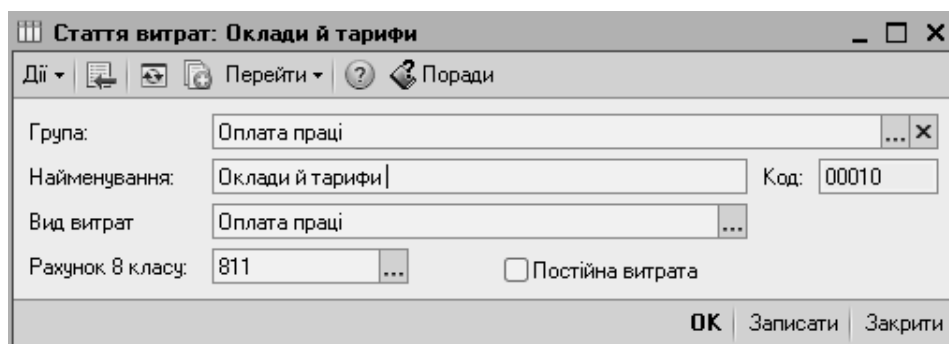 Стаття витрат: Оклади й тарифи
Дії Перейти ? Поради
Група: Оплата праці ... ×
Найменування: Оклади й тарифи Код: 00010
Вид витрат Оплата праці ...
Рахунок 8 класу: 811 ... Постійна витрата
OK Записати Закрити